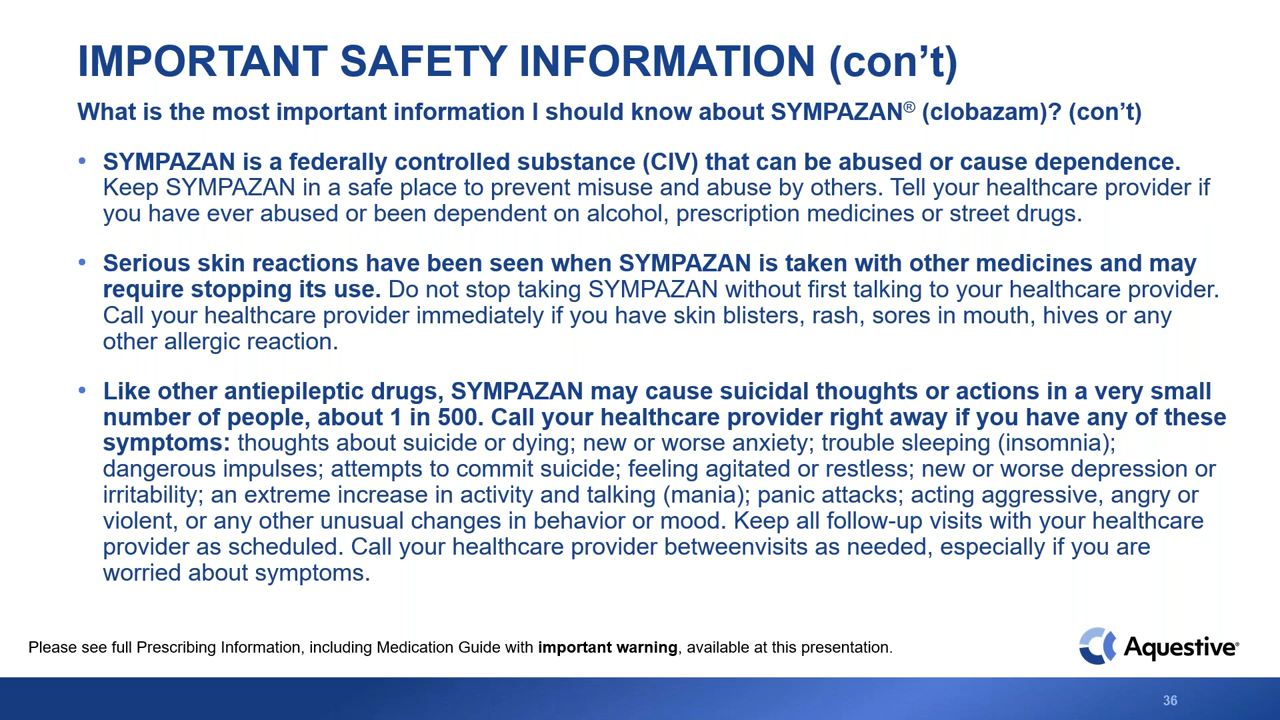 IMPORTANT SAFETY INFORMATION (con’t)
What is the most important information I should know about SYMPAZAN® (clobazam)? (con’t)
• SYMPAZAN is a federally controlled substance (CIV) that can be abused or cause dependence.
Keep SYMPAZAN in a safe place to prevent misuse and abuse by others. Tell your healthcare provider if
you have ever abused or been dependent on alcohol, prescription medicines or street drugs.
• Serious skin reactions have been seen when SYMPAZAN is taken with other medicines and may
require stopping its use. Do not stop taking SYMPAZAN without first talking to your healthcare provider.
Call your healthcare provider immediately if you have skin blisters, rash, sores in mouth, hives or any
other allergic reaction.
• Like other antiepileptic drugs, SYMPAZAN may cause suicidal thoughts or actions in a very small
number of people, about 1 in 500. Call your healthcare provider right away if you have any of these
symptoms: thoughts about suicide or dying; new or worse anxiety; trouble sleeping (insomnia);
dangerous impulses; attempts to commit suicide; feeling agitated or restless; new or worse depression or
irritability; an extreme increase in activity and talking (mania); panic attacks; acting aggressive, angry or
violent, or any other unusual changes in behavior or mood. Keep all follow-up visits with your healthcare
provider as scheduled. Call your healthcare provider betweenvisits as needed, especially if you are
worried about symptoms.
Please see full Prescribing Information, including Medication Guide with important warning, available at this presentation.
Aquestive®
36